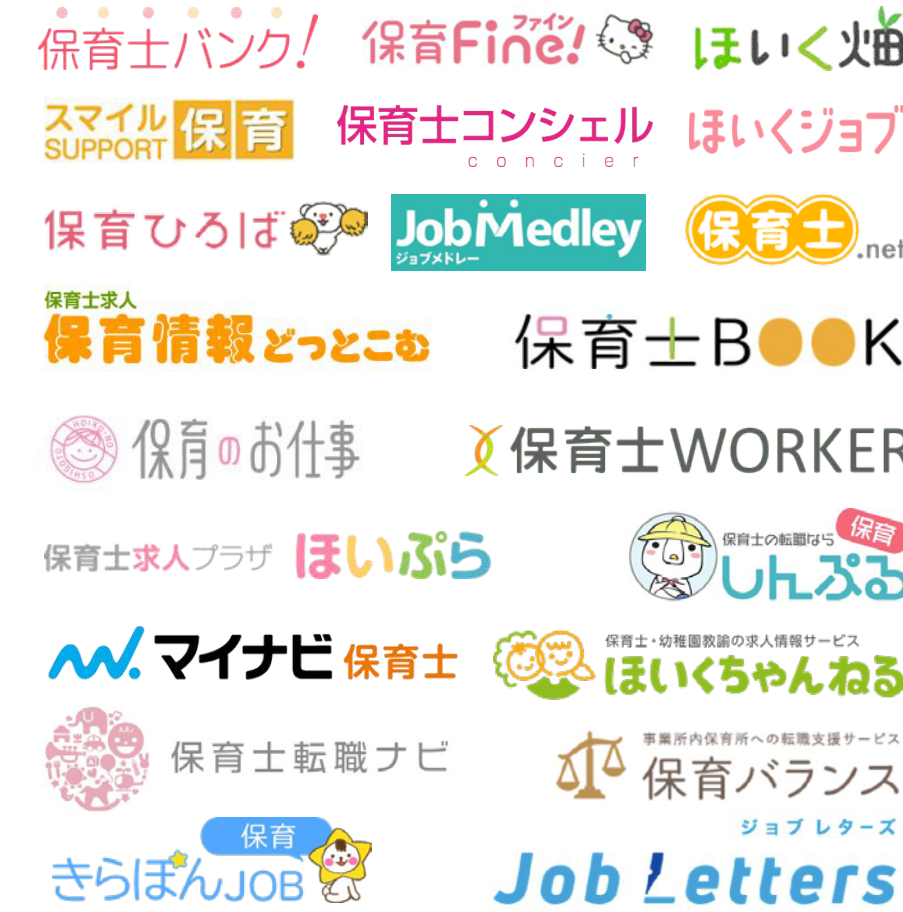 保育士バンク!
保育Fine!
ファイン
ほいく畑
スマイル
SUPPORT
保育
保育士コンシェル
concier
ほいくジョブ
保育ひろば
JobMedley
ジョブメドレー
保育士.net
保育士求人
保育情報どっとこむ
保育士BOOK
HOIKU-NO OSHIGOTO
保育のお仕事
保育士WORKER
保育士求人プラザ
ほいぷら
保育士の転職なら
保育
しんぷる
マイナビ保育士
保育士・幼稚園教諭の求人情報サービス
ほいくちゃんねる
保育士転職ナビ
事業所内保育所への転職支援サービス
保育バランス
保育
きらぽんJOB
ジョブレターズ
Job Letters